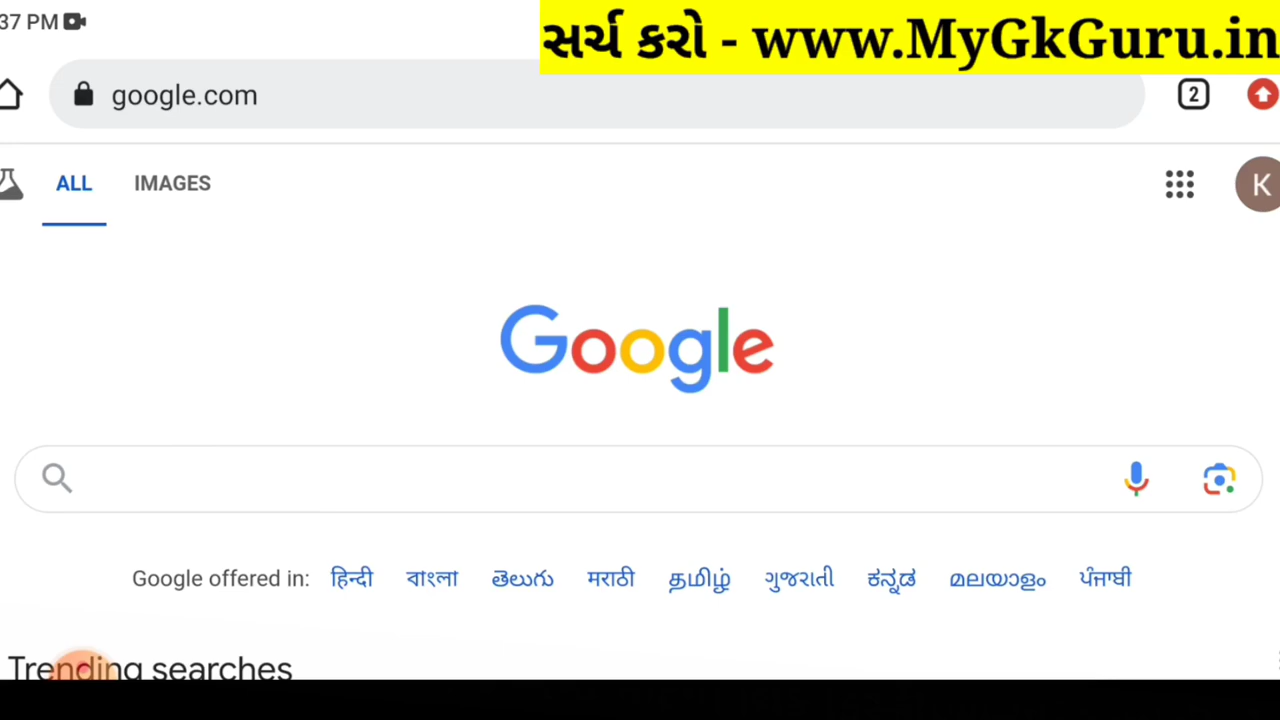 37 PM
સર્ચ કરો - www.MyGkGuru.in
google.com
2
ALL IMAGES
K
Google
Google offered in: हिन्दी বাংলা తెలుగు मराठी தமிழ் ગુજરાતી ಕನ್ನಡ മലയാളം ਪੰਜਾਬੀ
Trending searches